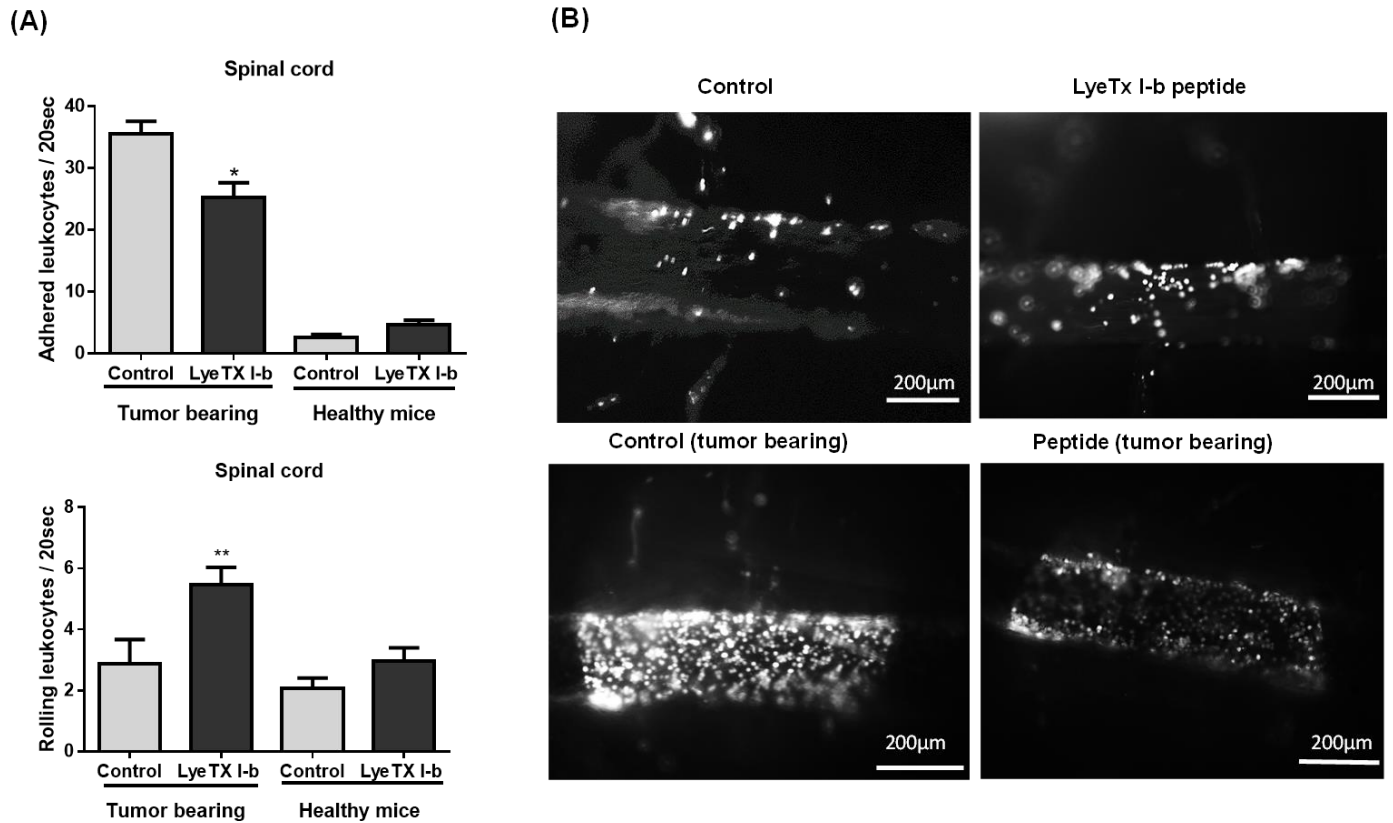 (A)
Spinal cord
Adhered leukocytes / 20sec
40
30
20
10
0
Control LyeTX I-b Control LyeTX I-b
Tumor bearing Healthy mice
Spinal cord
Rolling leukocytes / 20sec
8
6
4
2
0
*
**
Control LyeTX I-b Control LyeTX I-b
Tumor bearing Healthy mice
(B)
Control LyeTx I-b peptide
200µm 200µm
Control (tumor bearing) Peptide (tumor bearing)
200µm 200µm